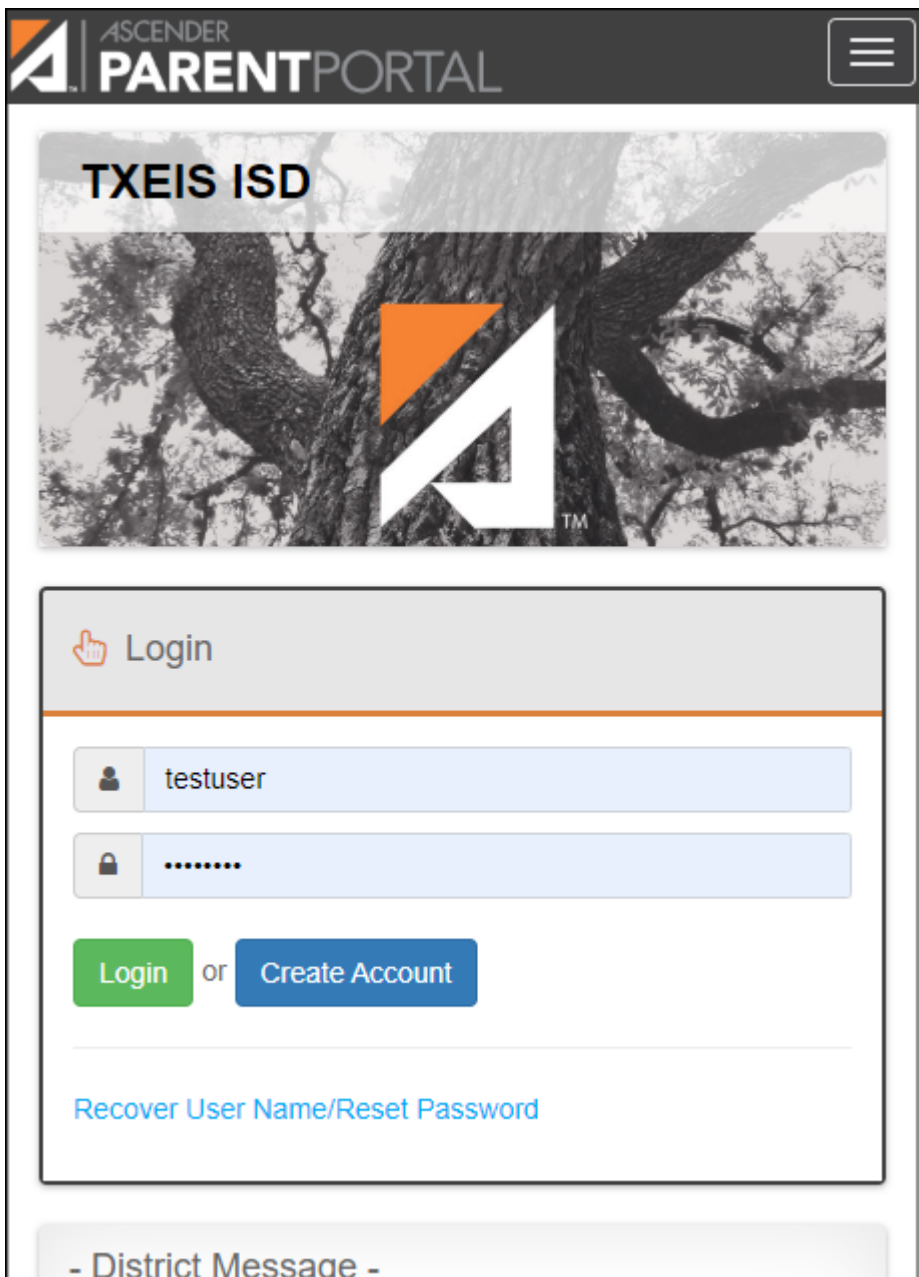 ASCENDER
PARENTPORTAL
TXEIS ISD
TM
Login
testuser
••••••••
Login or Create Account
Recover User Name/Reset Password
- District Message -